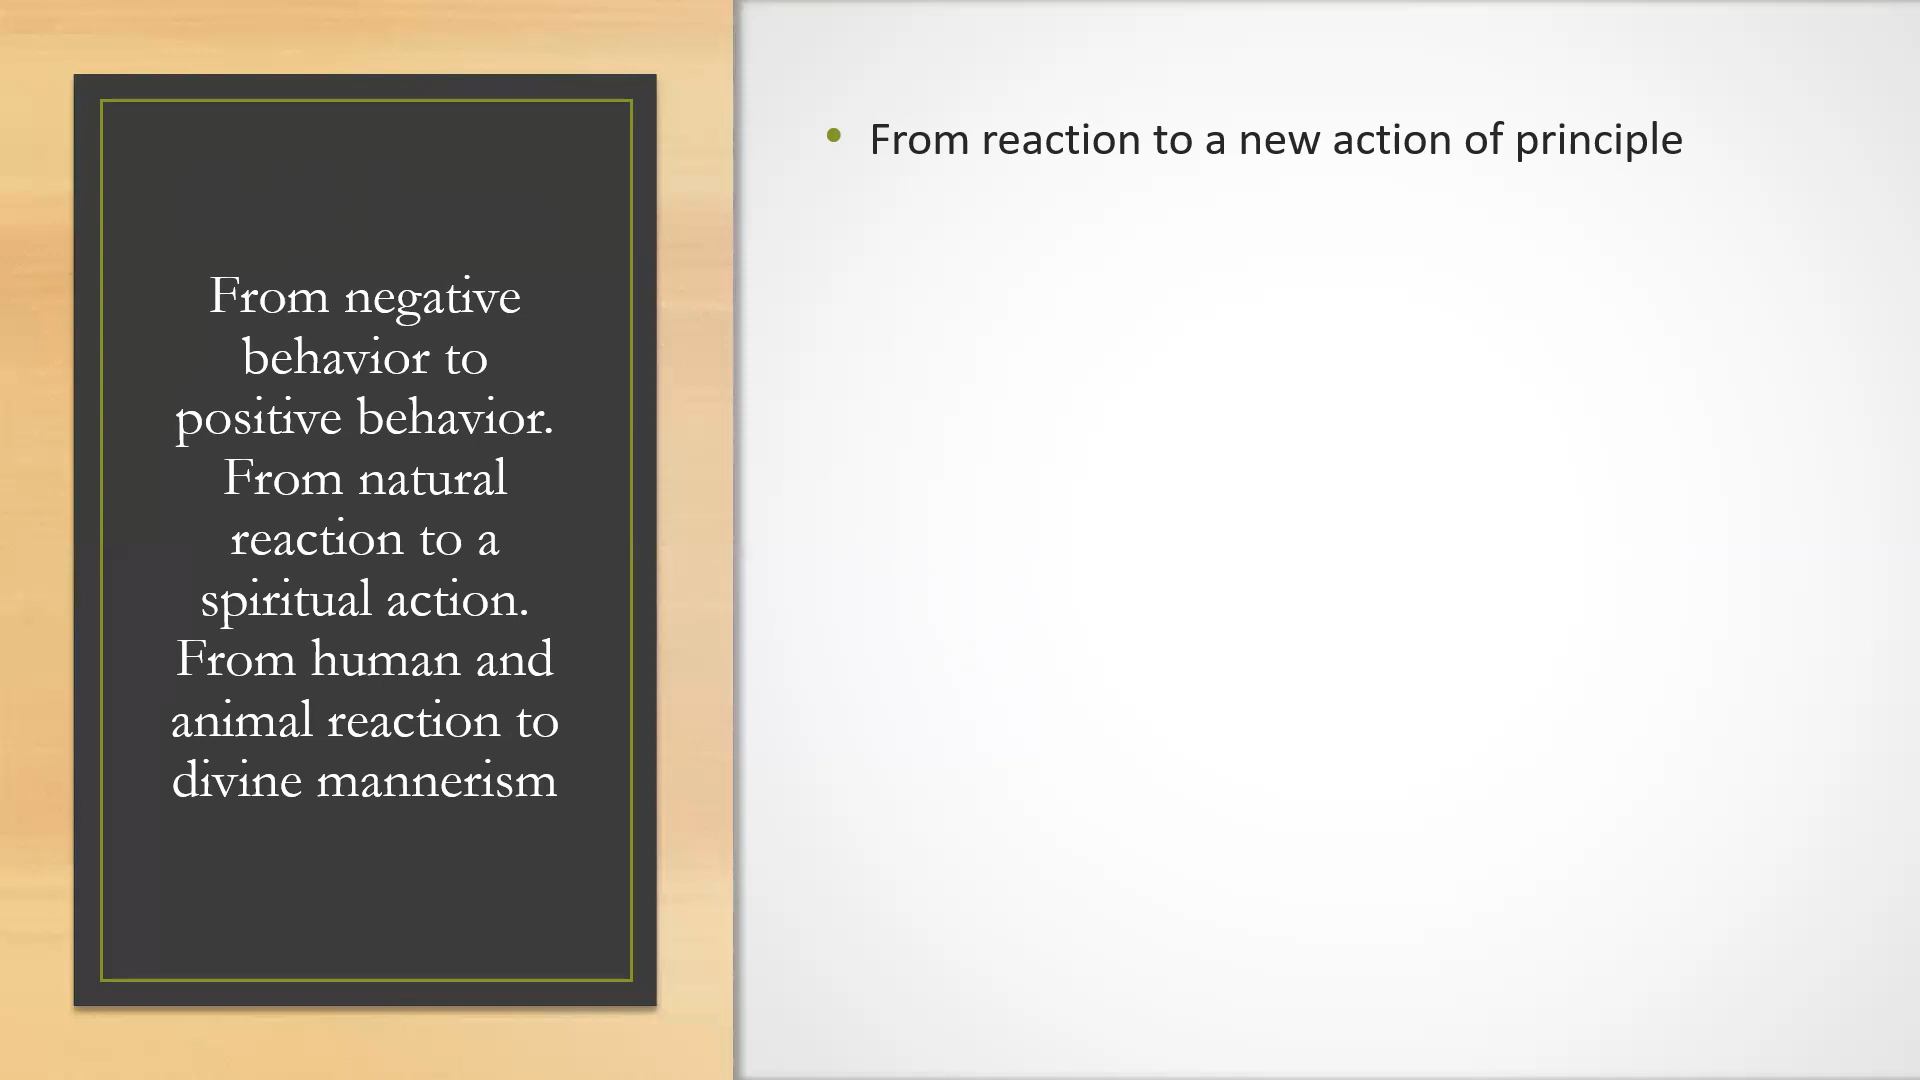 From negative
behavior to
positive behavior.
From natural
reaction to a
spiritual action.
From human and
animal reaction to
divine mannerism
• From reaction to a new action of principle